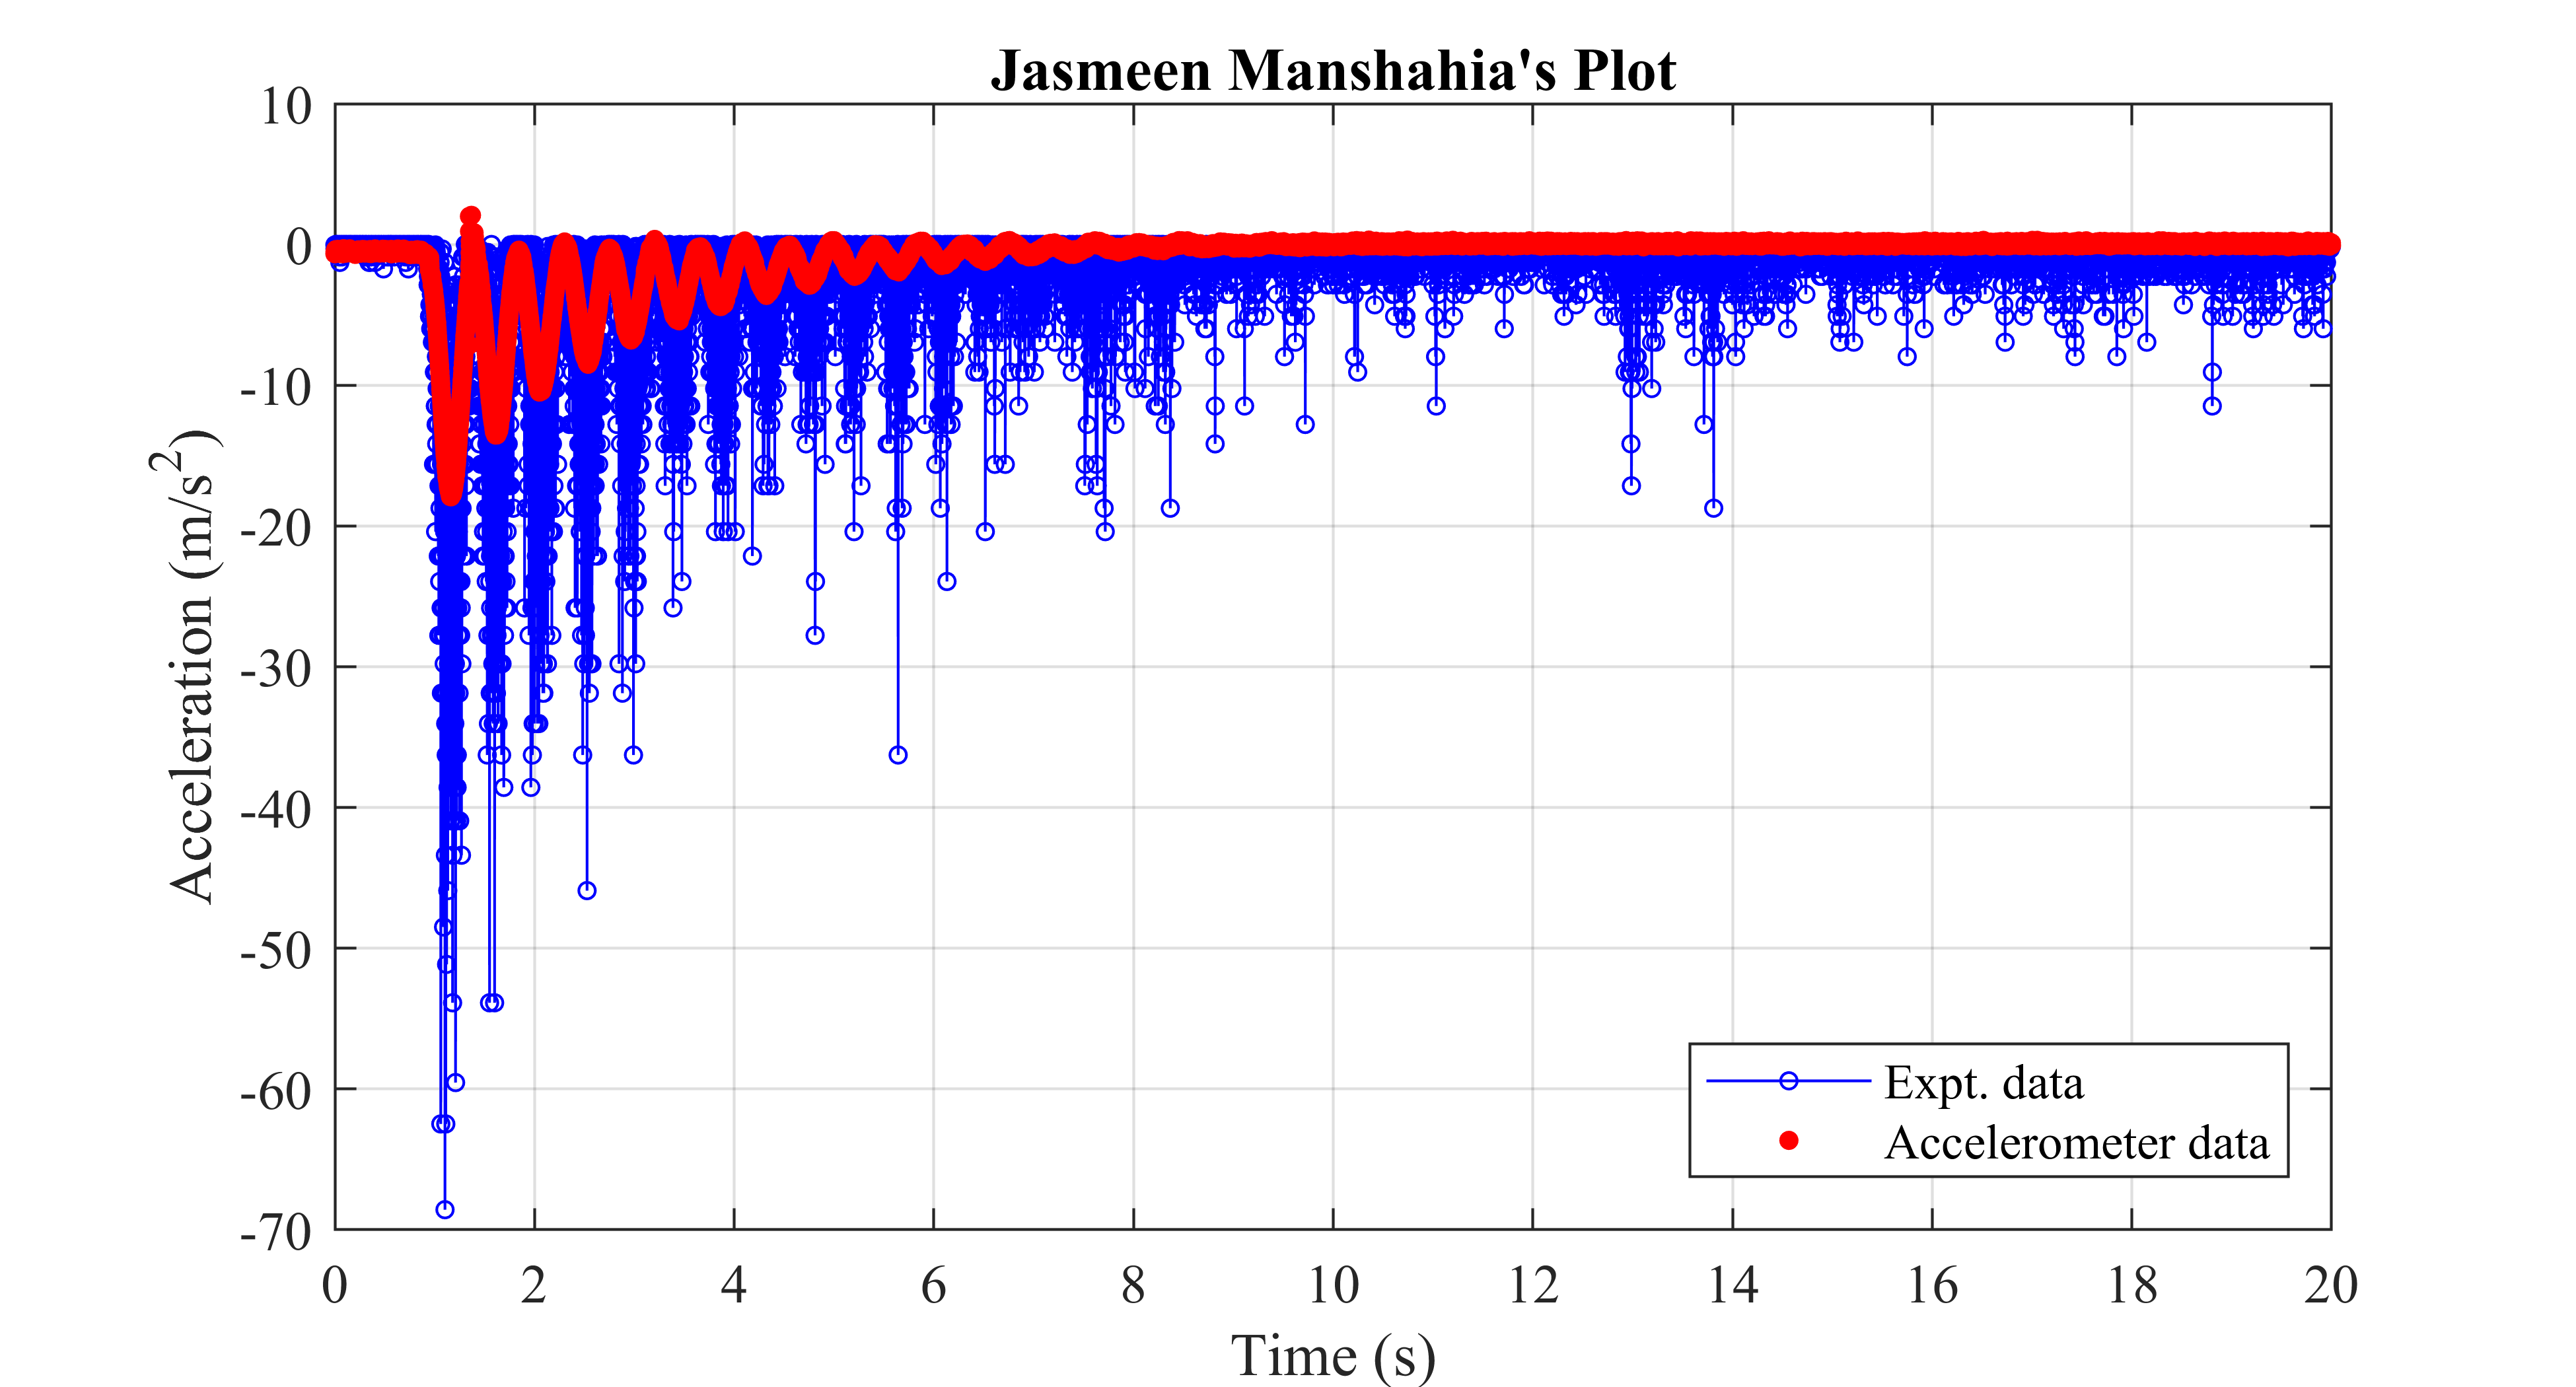 Jasmeen Manshahia's Plot
10
0
-10
-20
-30
-40
-50
-60
-70
Acceleration (m/s²)
0 2 4 6 8 10 12 14 16 18 20
Time (s)
Expt. data
Accelerometer data